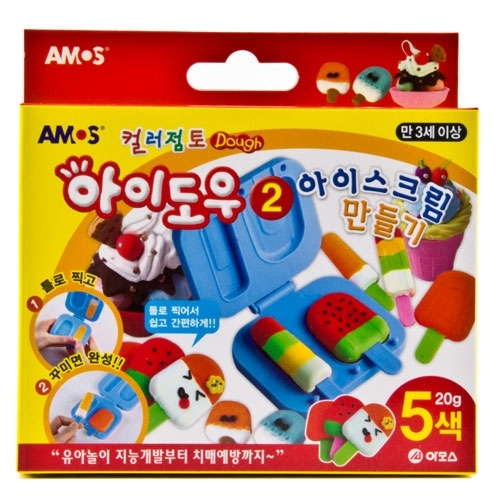 AMOS
AMOS
컬러점토 Dough
만 3세 이상
아이도우 2
아이스크림
만들기
1 틀로 찍고
틀로 찍어서
쉽고 간편하게!!
2 꾸미면 완성!!
20g
5색
아모스
“유아놀이 지능개발부터 치매예방까지~”